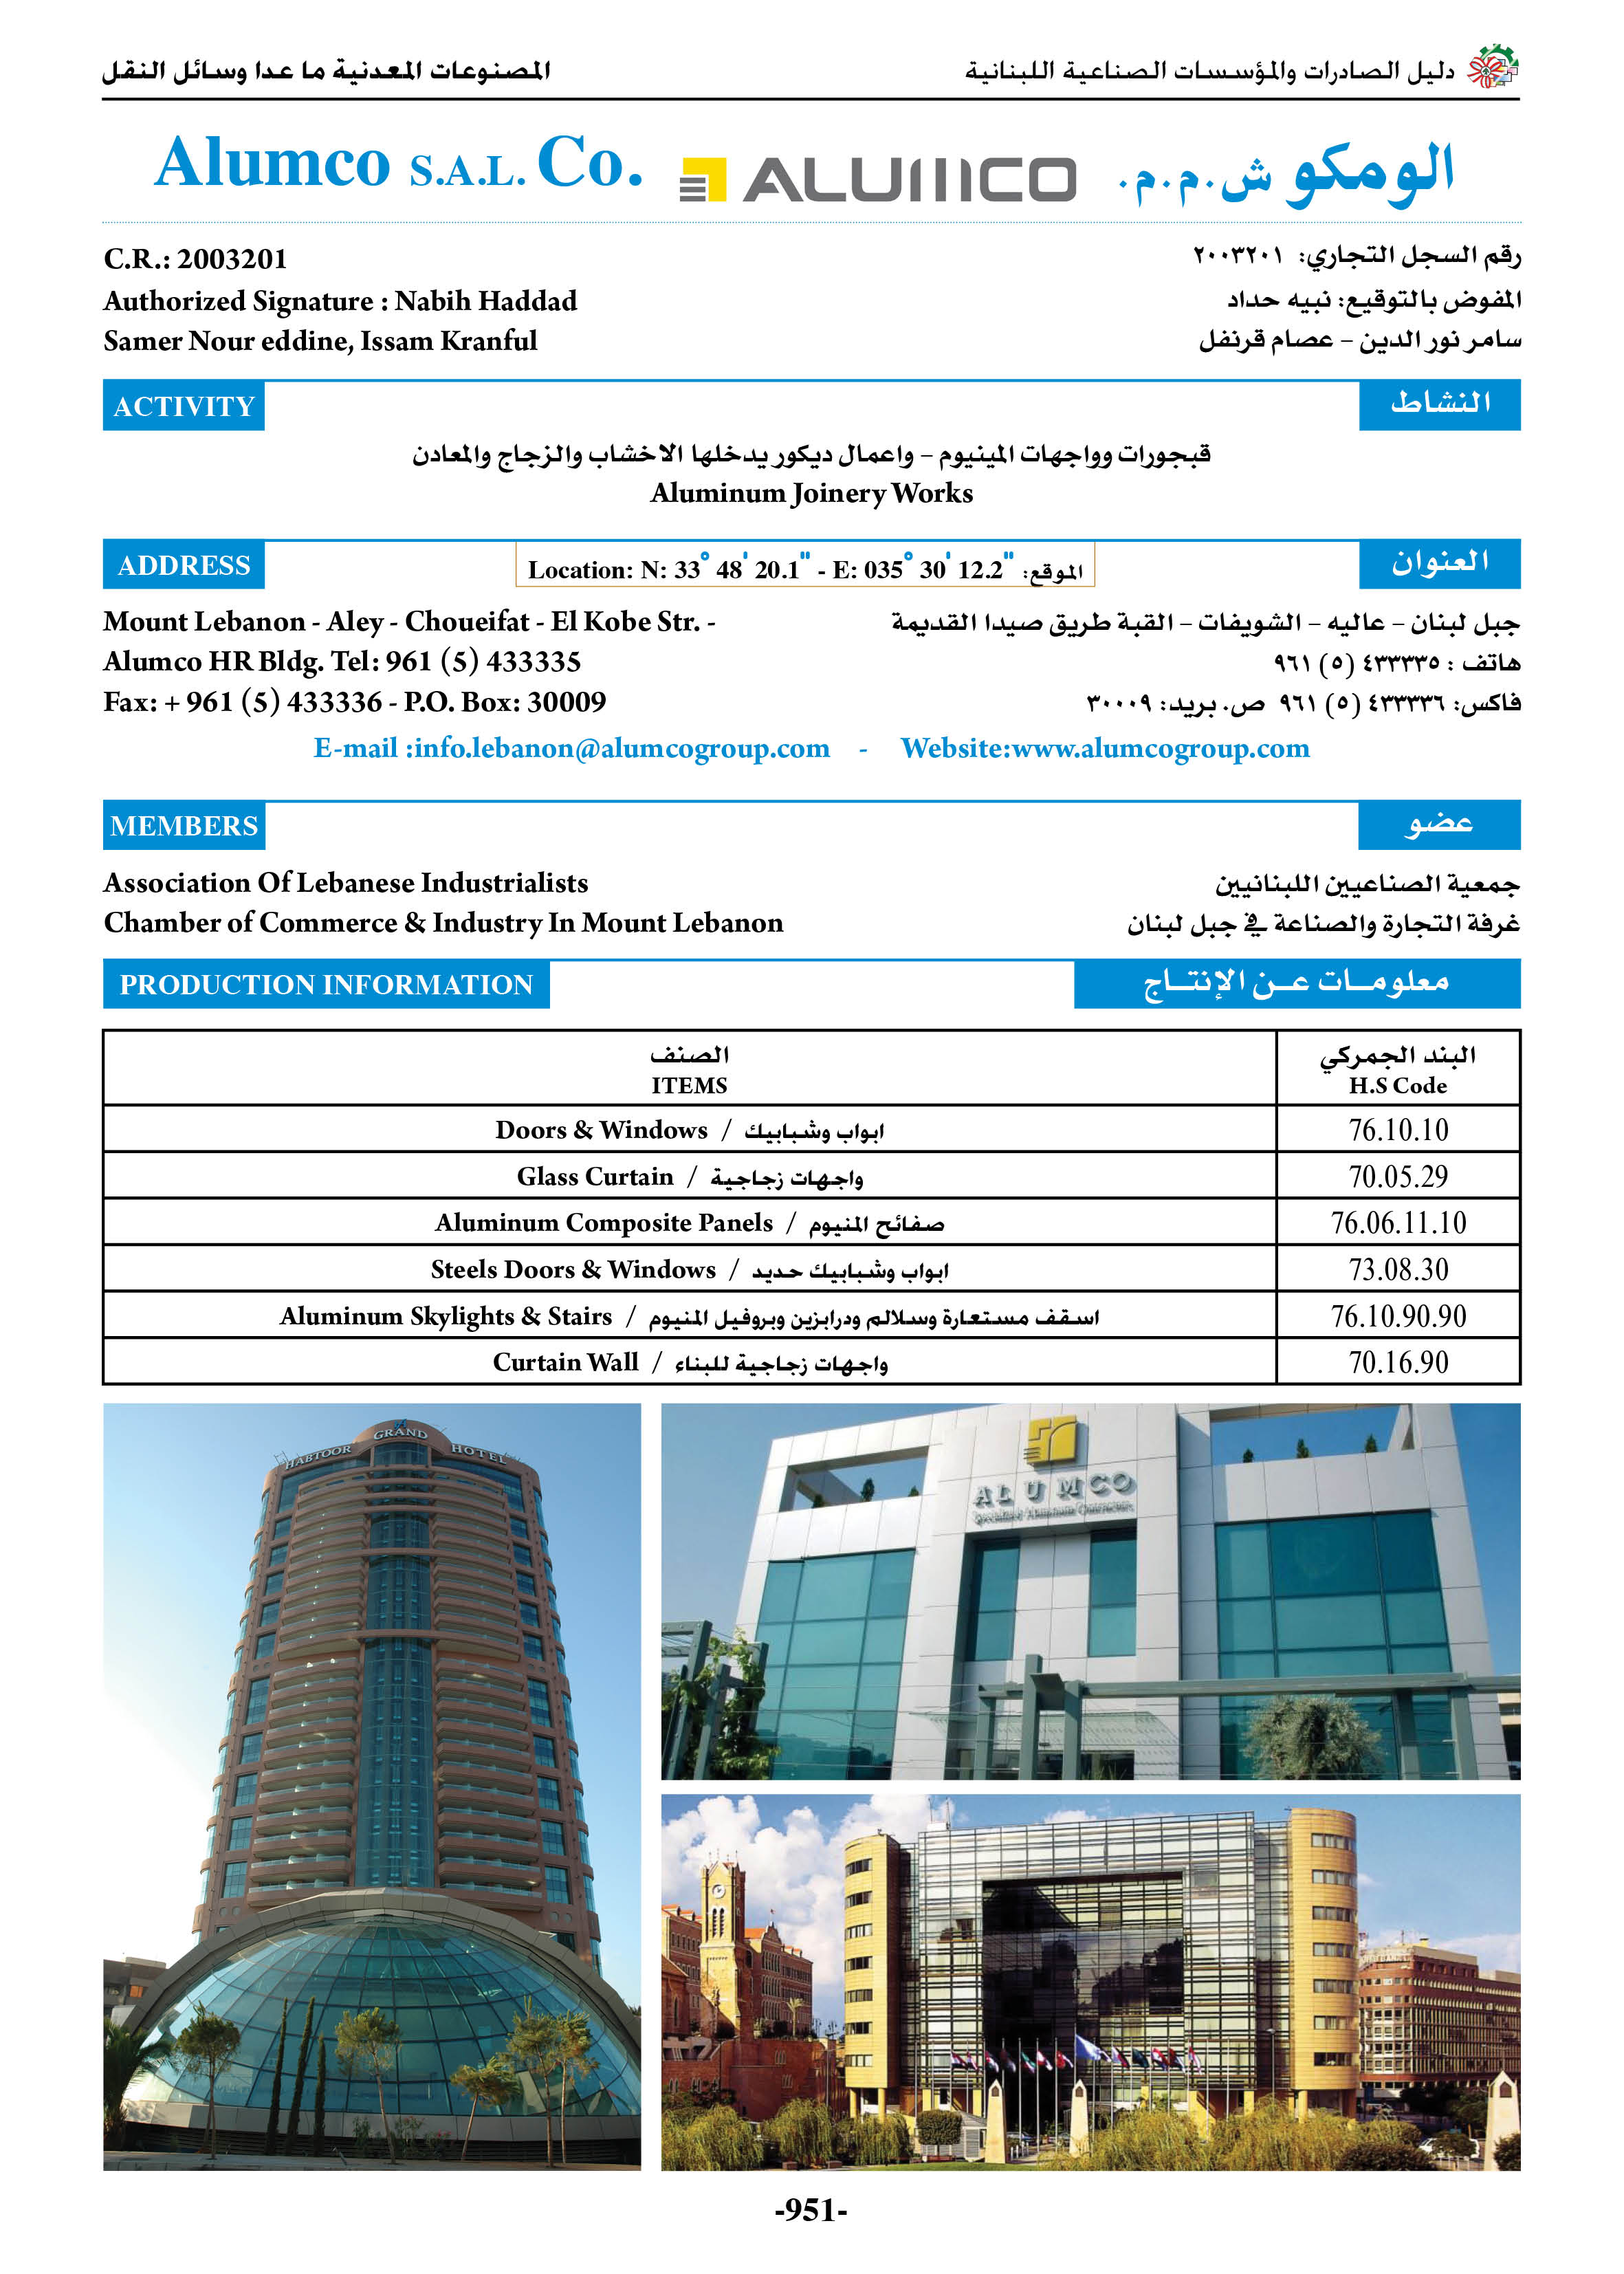 المصنوعات المعدنية ما عدا وسائل النقل
دليل الصادرات والمؤسسات الصناعية اللبنانية
Alumco S.A.L. Co.
ALUMCO
الومكو ش.م.م.
C.R.: 2003201
رقم السجل التجاري: ٢٠٠٣٢٠١
Authorized Signature : Nabih Haddad
المفوض بالتوقيع: نبيه حداد
Samer Nour eddine, Issam Kranful
سامر نور الدين - عصام قرنفل
ACTIVITY
النشاط
قبجورات وواجهات المينيوم - واعمال ديكور يدخلها الاخشاب والزجاج والمعادن
Aluminum Joinery Works
ADDRESS
Location: N: 33° 48' 20.1" - E: 035° 30' 12.2" الموقع:
العنوان
Mount Lebanon - Aley - Choueifat - El Kobe Str. -
جبل لبنان - عاليه - الشويفات - القبة طريق صيدا القديمة
Alumco HR Bldg. Tel: 961 (5) 433335
هاتف : ٤٣٣٣٣٥ (٥) ٩٦١
Fax: + 961 (5) 433336 - P.O. Box: 30009
فاكس: ٤٣٣٣٣٦ (٥) ٩٦١ ص. بريد: ٣٠٠٠٩
E-mail :info.lebanon@alumcogroup.com - Website:www.alumcogroup.com
MEMBERS
عضو
Association Of Lebanese Industrialists
جمعية الصناعيين اللبنانيين
Chamber of Commerce & Industry In Mount Lebanon
غرفة التجارة والصناعة في جبل لبنان
PRODUCTION INFORMATION
معلومــات عــن الإنتــاج
الصنف
ITEMS
البند الجمركي
H.S Code
Doors & Windows / ابواب وشبابيك
76.10.10
Glass Curtain / واجهات زجاجية
70.05.29
Aluminum Composite Panels / صفائح المنيوم
76.06.11.10
Steels Doors & Windows / ابواب وشبابيك حديد
73.08.30
Aluminum Skylights & Stairs / اسقف مستعارة وسلالم ودرابزين وبروفيل المنيوم
76.10.90.90
Curtain Wall / واجهات زجاجية للبناء
70.16.90
HABTOOR GRAND HOTEL
ALUMCO
Specialized Aluminum Contractors
-951-